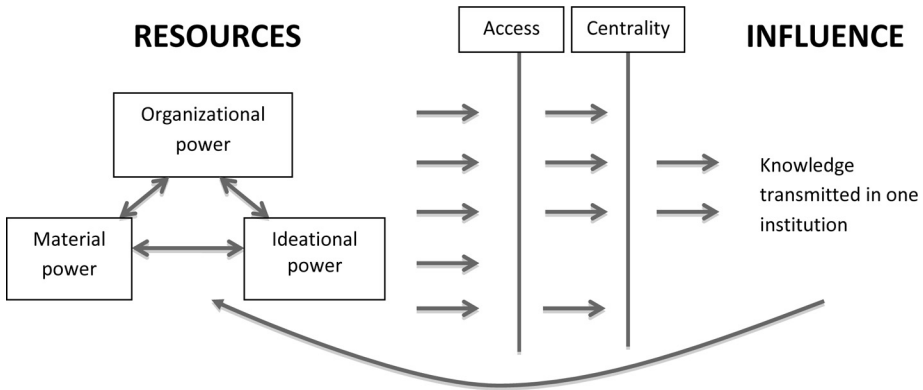 RESOURCES
Access
Centrality
INFLUENCE
Organizational
power
Material
power
Ideational
power
Knowledge
transmitted in one
institution